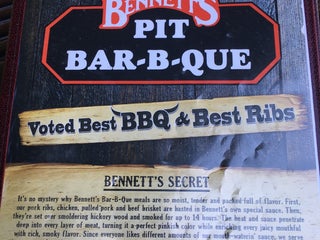 BENNETT'S
PIT
BAR-B-QUE
Voted Best BBQ & Best Ribs
BENNETT'S SECRET
It's no mystery why Bennett's Bar-B-Que meals are so moist, tender and packed full of flavor. First,
our pork ribs, chicken, pulled pork and beef brisket are basted in Bennett's own special sauce. Then,
they're set over smoldering hickory wood and smoked for up to 14 hours. The heat and sauce penetrate
deep into every layer of meat, turning it a perfect pinkish color while enriching every juicy mouthful
with rich, smoky flavor. Since everyone likes different amounts of our sauce, we serve